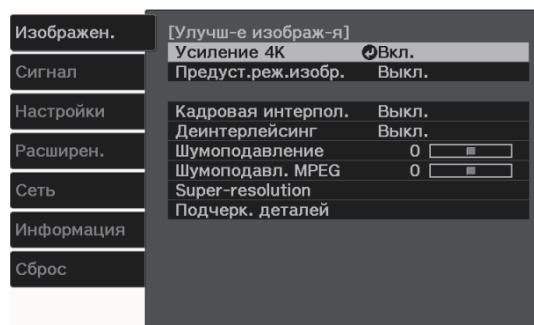 Изображен.
Сигнал
Настройки
Расширен.
Сеть
Информация
Сброс
[Улучш-е изображ-я]
Усиление 4K Вкл.
Предуст.реж.изобр. Выкл.
Кадровая интерпол. Выкл.
Деинтерлейсинг Выкл.
Шумоподавление 0
Шумоподавл. MPEG 0
Super-resolution
Подчерк. деталей